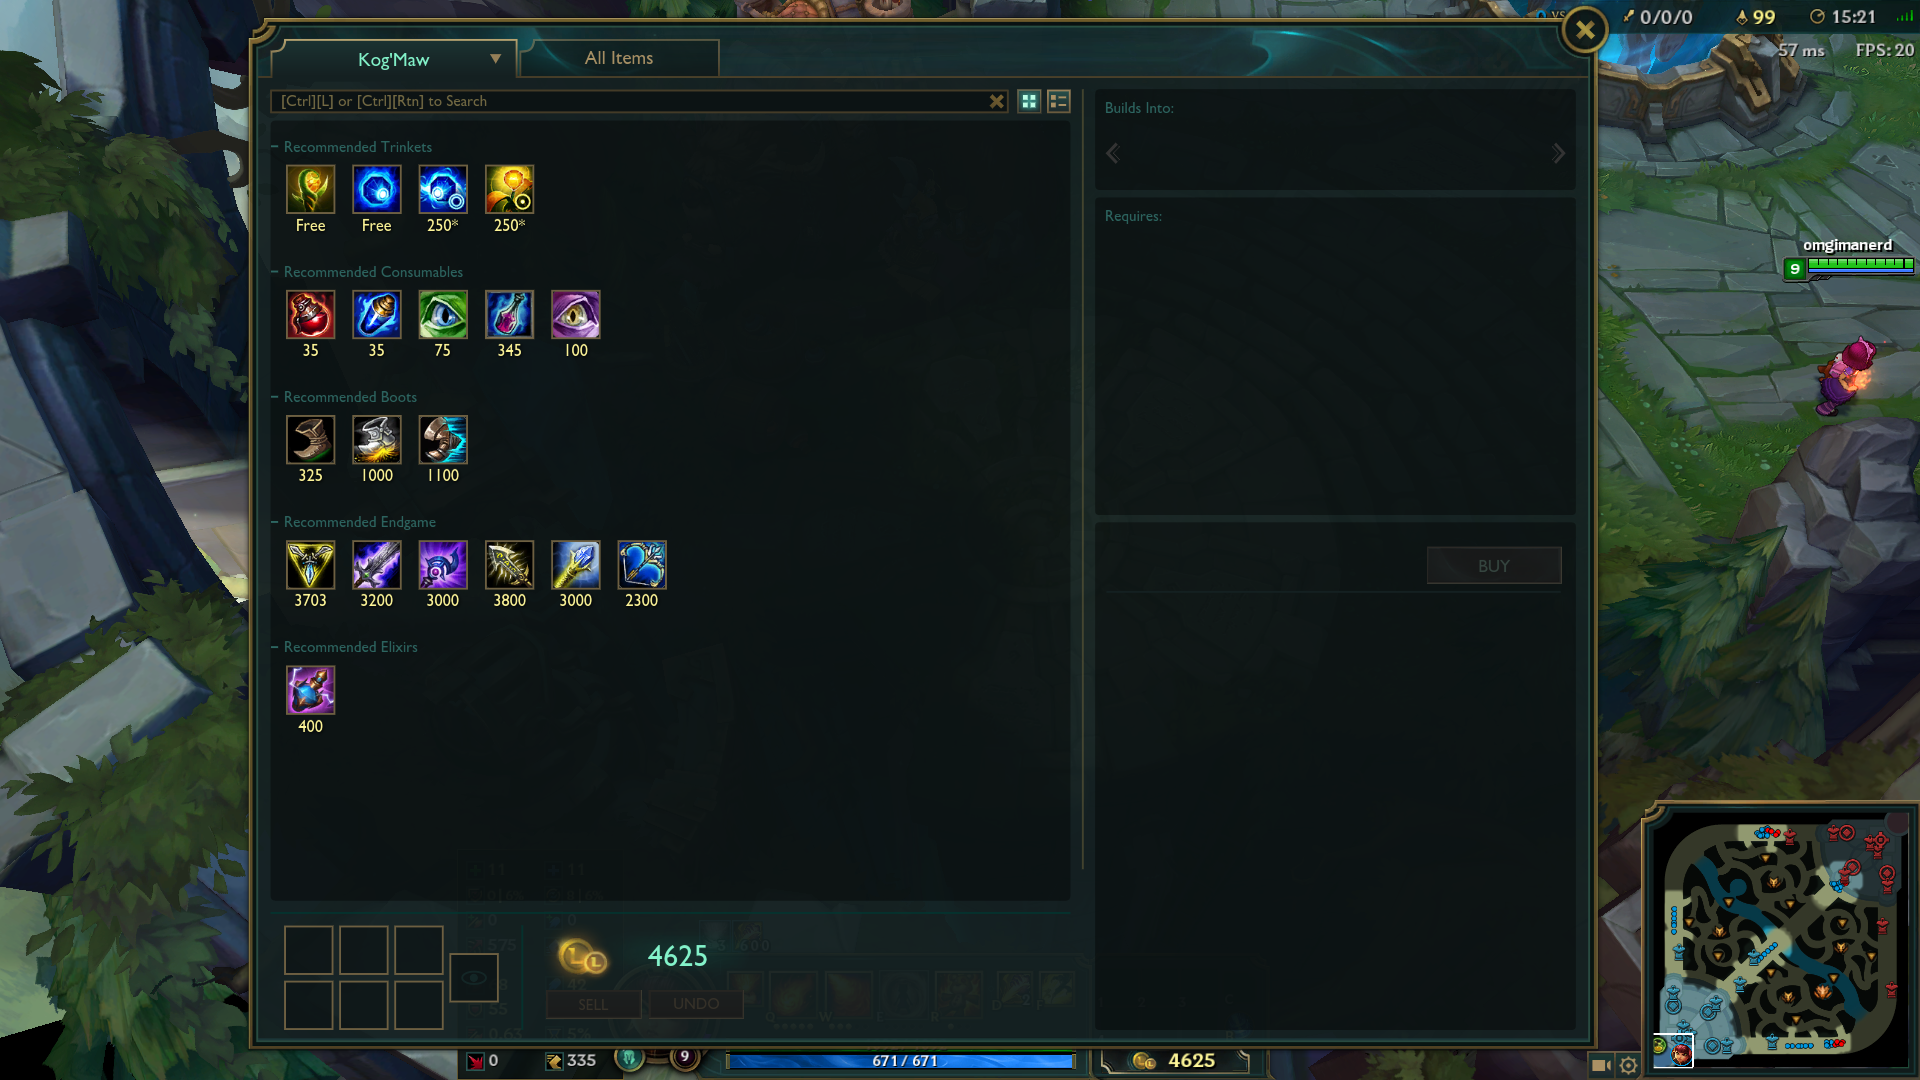 Kog'Maw
All Items
VS
0/0/0
99
15:21
57 ms
FPS: 20
[Ctrl][L] or [Ctrl][Rtn] to Search
Recommended Trinkets
Free
Free
250*
250*
Recommended Consumables
35
35
75
345
100
Recommended Boots
325
1000
1100
Recommended Endgame
3703
3200
3000
3800
3000
2300
Recommended Elixirs
400
Builds Into:
Requires:
BUY
omgimanerd
9
4625
SELL
UNDO
0
335
9
671 / 671
4625